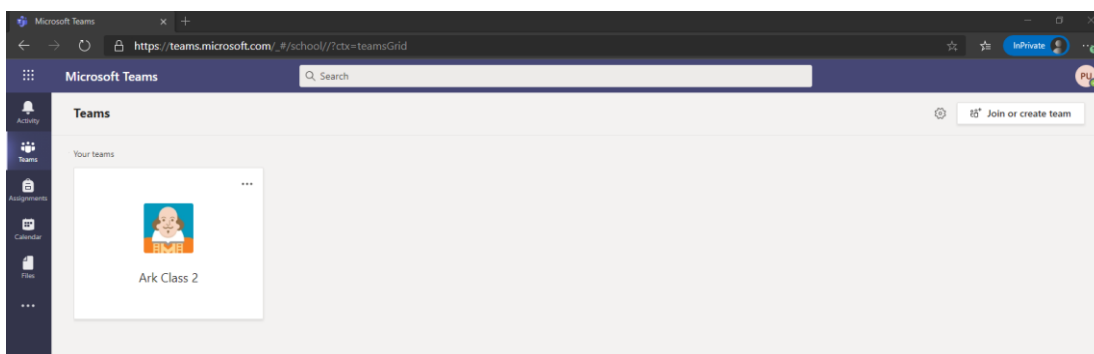 Microsoft Teams
https://teams.microsoft.com/_#/school//?ctx=teamsGrid
InPrivate
Microsoft Teams
Search
PU
Activity
Teams
Join or create team
Teams
Your teams
Assignments
Calendar
Ark Class 2
Files